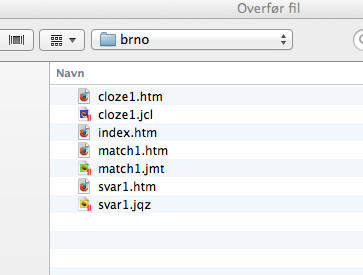 Overfør fil
brno
Navn
cloze1.htm
cloze1.jcl
index.htm
match1.htm
match1.jmt
svar1.htm
svar1.jqz